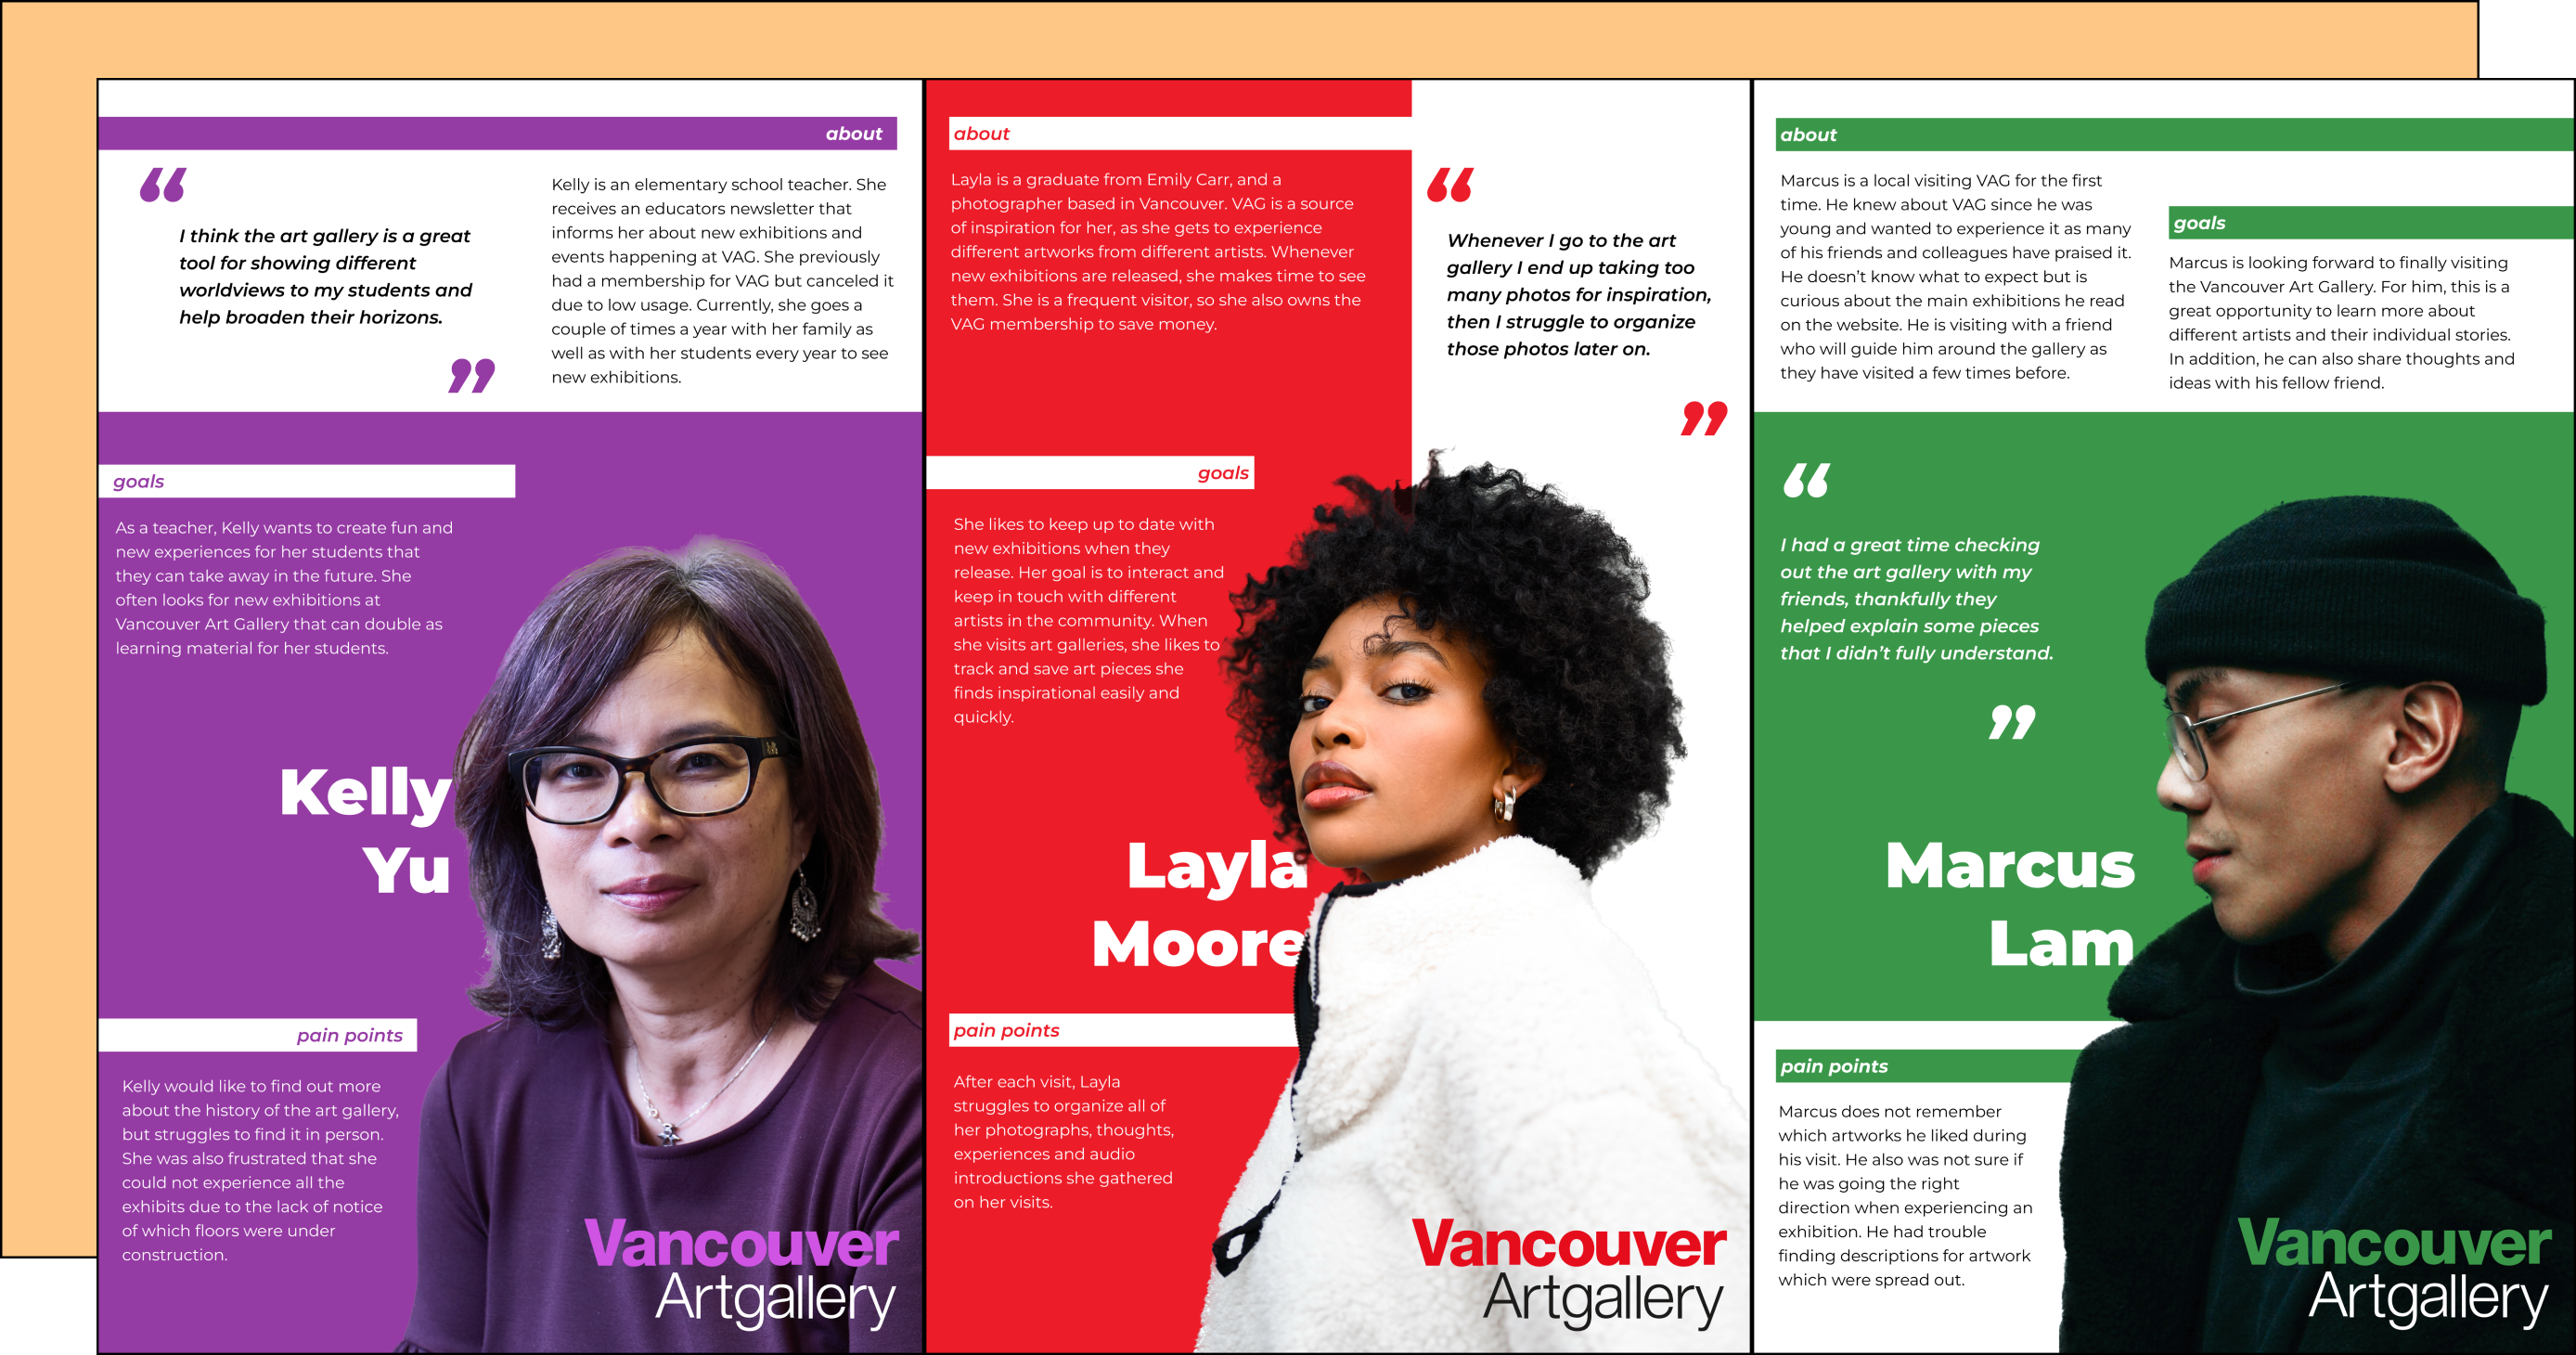 about
“
I think the art gallery is a great
tool for showing different
worldviews to my students and
help broaden their horizons.
”
Kelly is an elementary school teacher. She
receives an educators newsletter that
informs her about new exhibitions and
events happening at VAG. She previously
had a membership for VAG but canceled it
due to low usage. Currently, she goes a
couple of times a year with her family as
well as with her students every year to see
new exhibitions.
goals
As a teacher, Kelly wants to create fun and
new experiences for her students that
they can take away in the future. She
often looks for new exhibitions at
Vancouver Art Gallery that can double as
learning material for her students.
Kelly
Yu
pain points
Kelly would like to find out more
about the history of the art gallery,
but struggles to find it in person.
She was also frustrated that she
could not experience all the
exhibits due to the lack of notice
of which floors were under
construction.
Vancouver
Artgallery
about
Layla is a graduate from Emily Carr, and a
photographer based in Vancouver. VAG is a source
of inspiration for her, as she gets to experience
different artworks from different artists. Whenever
new exhibitions are released, she makes time to see
them. She is a frequent visitor, so she also owns the
VAG membership to save money.
“
Whenever I go to the art
gallery I end up taking too
many photos for inspiration,
then I struggle to organize
those photos later on.
”
goals
She likes to keep up to date with
new exhibitions when they
release. Her goal is to interact and
keep in touch with different
artists in the community. When
she visits art galleries, she likes to
track and save art pieces she
finds inspirational easily and
quickly.
Layla
Moore
pain points
After each visit, Layla
struggles to organize all of
her photographs, thoughts,
experiences and audio
introductions she gathered
on her visits.
Vancouver
Artgallery
about
Marcus is a local visiting VAG for the first
time. He knew about VAG since he was
young and wanted to experience it as many
of his friends and colleagues have praised it.
He doesn’t know what to expect but is
curious about the main exhibitions he read
on the website. He is visiting with a friend
who will guide him around the gallery as
they have visited a few times before.
goals
Marcus is looking forward to finally visiting
the Vancouver Art Gallery. For him, this is a
great opportunity to learn more about
different artists and their individual stories.
In addition, he can also share thoughts and
ideas with his fellow friend.
“
I had a great time checking
out the art gallery with my
friends, thankfully they
helped explain some pieces
that I didn’t fully understand.
”
Marcus
Lam
pain points
Marcus does not remember
which artworks he liked during
his visit. He also was not sure if
he was going the right
direction when experiencing an
exhibition. He had trouble
finding descriptions for artwork
which were spread out.
Vancouver
Artgallery